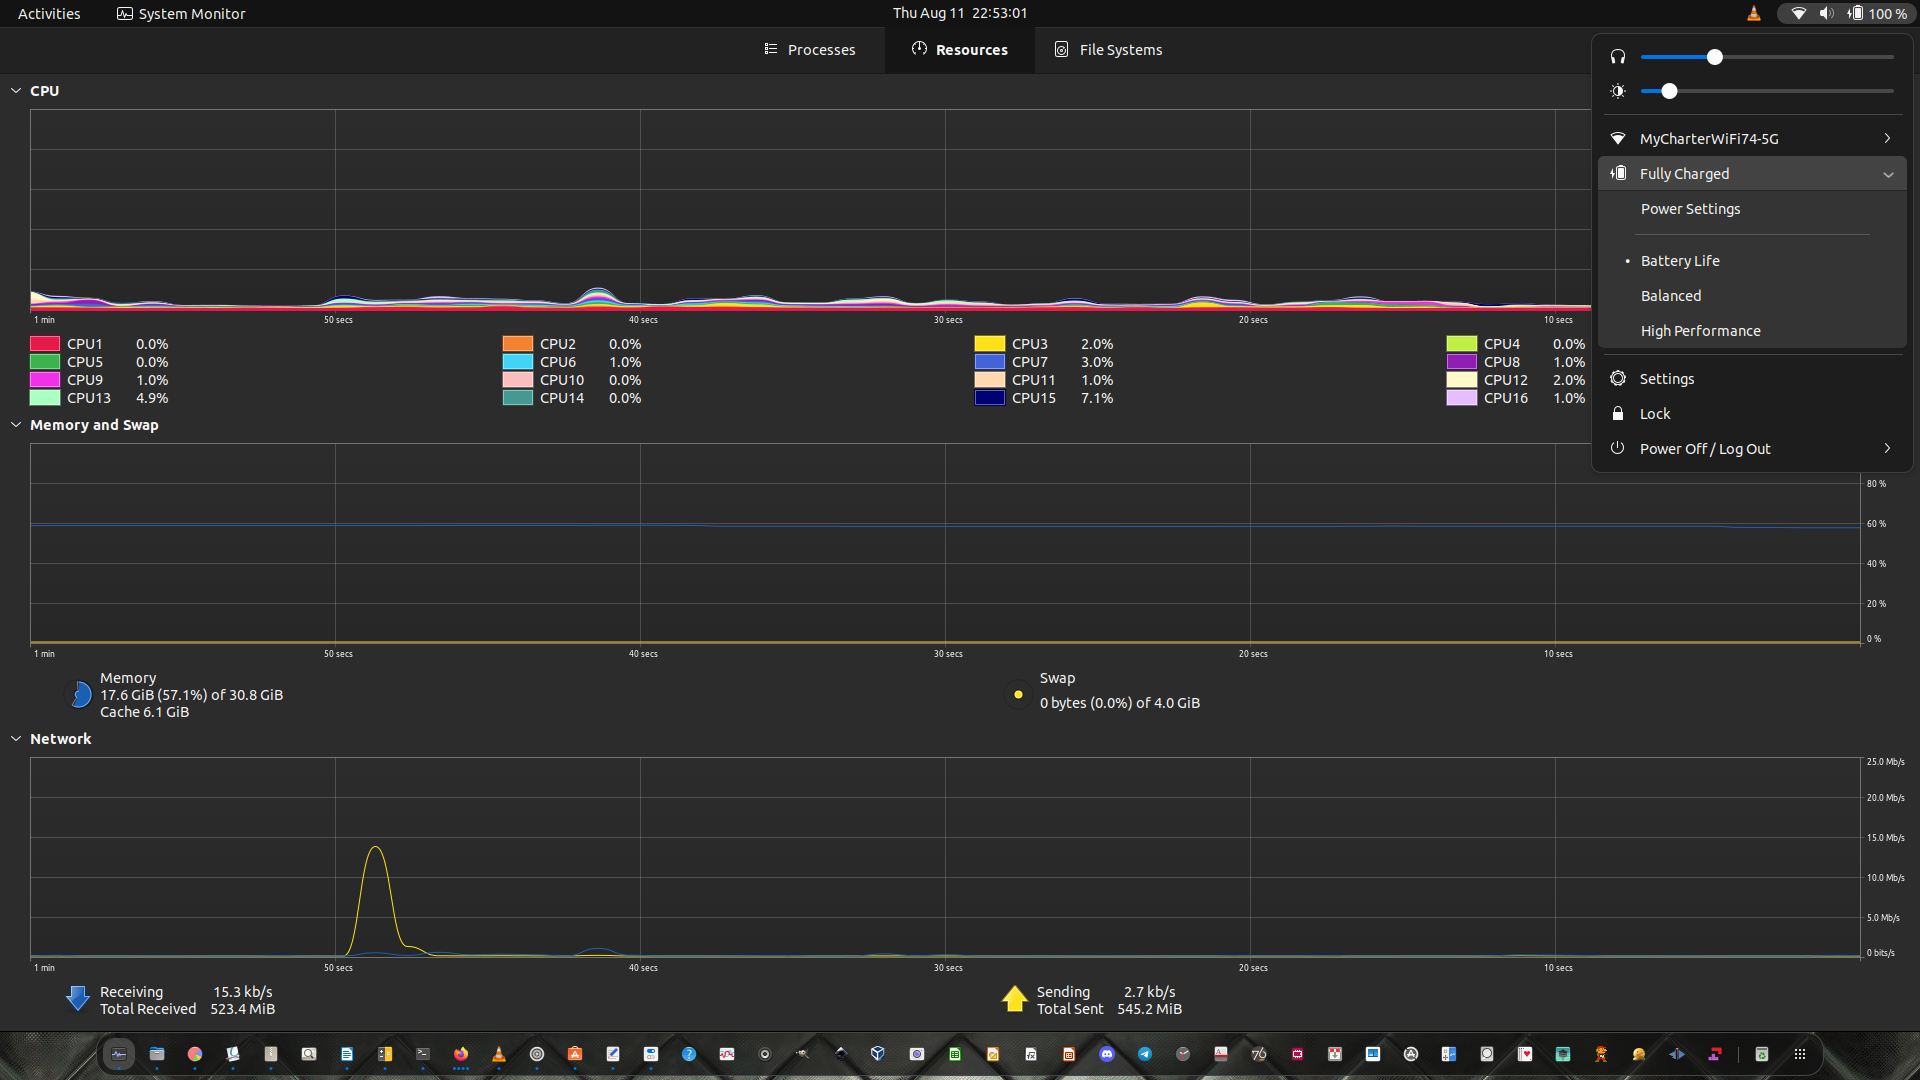 Activities
System Monitor
Thu Aug 11 22:53:01
100 %
Processes
Resources
File Systems
CPU
1 min
50 secs
40 secs
30 secs
20 secs
10 secs
CPU1 0.0%
CPU2 0.0%
CPU3 2.0%
CPU4 0.0%
CPU5 0.0%
CPU6 1.0%
CPU7 3.0%
CPU8 1.0%
CPU9 1.0%
CPU10 0.0%
CPU11 1.0%
CPU12 2.0%
CPU13 4.9%
CPU14 0.0%
CPU15 7.1%
CPU16 1.0%
MyCharterWiFi74-5G
Fully Charged
Power Settings
Battery Life
Balanced
High Performance
Settings
Lock
Power Off / Log Out
Memory and Swap
80 %
60 %
40 %
20 %
0 %
1 min
50 secs
40 secs
30 secs
20 secs
10 secs
Memory
17.6 GiB (57.1%) of 30.8 GiB
Cache 6.1 GiB
Swap
0 bytes (0.0%) of 4.0 GiB
Network
25.0 Mb/s
20.0 Mb/s
15.0 Mb/s
10.0 Mb/s
5.0 Mb/s
0 bits/s
1 min
50 secs
40 secs
30 secs
20 secs
10 secs
Receiving 15.3 kb/s
Total Received 523.4 MiB
Sending 2.7 kb/s
Total Sent 545.2 MiB
76